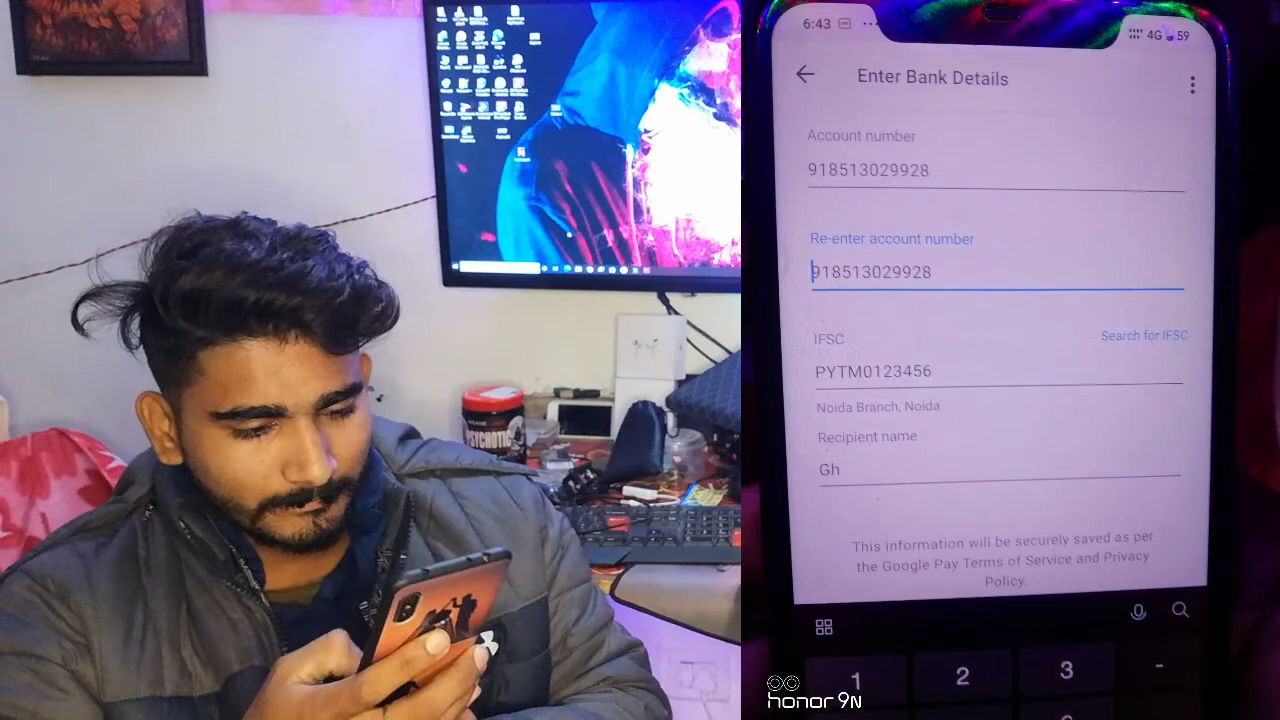 PSYCHOTIC
6:43
4G 59
Enter Bank Details
Account number
918513029928
Re-enter account number
918513029928
IFSC
Search for IFSC
PYTM0123456
Noida Branch, Noida
Recipient name
Gh
This information will be securely saved as per
the Google Pay Terms of Service and Privacy
Policy.
1 2 3 -
honor 9N